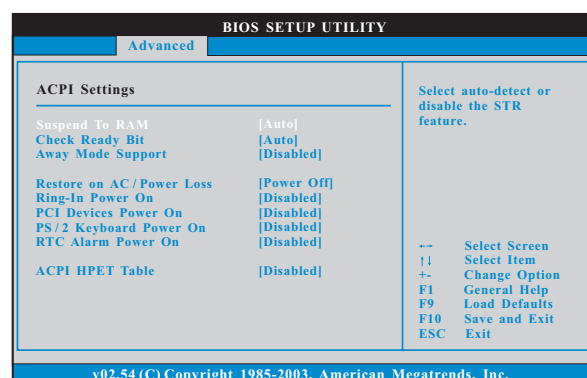 BIOS SETUP UTILITY
Advanced
ACPI Settings
Suspend To RAM [Auto]
Check Ready Bit [Auto]
Away Mode Support [Disabled]
Restore on AC / Power Loss [Power Off]
Ring-In Power On [Disabled]
PCI Devices Power On [Disabled]
PS / 2 Keyboard Power On [Disabled]
RTC Alarm Power On [Disabled]
ACPI HPET Table [Disabled]
Select auto-detect or
disable the STR
feature.
←→ Select Screen
↑↓ Select Item
+- Change Option
F1 General Help
F9 Load Defaults
F10 Save and Exit
ESC Exit
v02.54 (C) Copyright 1985-2003, American Megatrends, Inc.